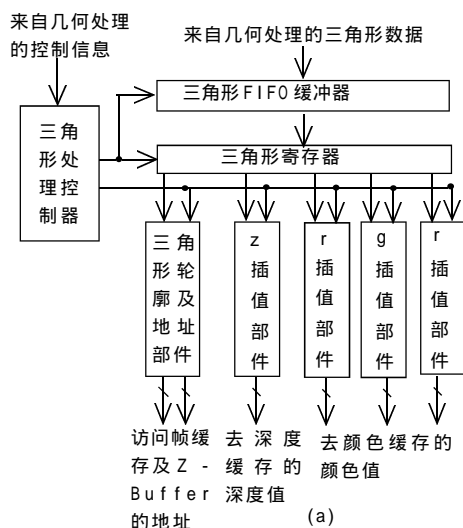 来自几何处理
的控制信息
来自几何处理的三角形数据
三角形FIFO缓冲器
三角形寄存器
三角
形处
理控
制器
三角
形轮
廓及
地址
部件
z
插
值
部
件
r
插
值
部
件
g
插
值
部
件
r
插
值
部
件
访问帧缓
存及Z-
Buffer
的地址
去深度
缓存的
深度值
去颜色缓存的
颜色值
(a)